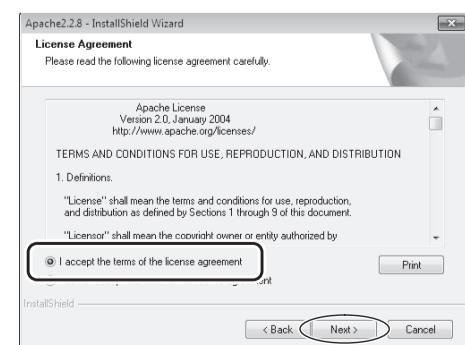 Apache2.2.8 - InstallShield Wizard
License Agreement
Please read the following license agreement carefully.
Apache License
Version 2.0, January 2004
http://www.apache.org/licenses/
TERMS AND CONDITIONS FOR USE, REPRODUCTION, AND DISTRIBUTION
1. Definitions.
"License" shall mean the terms and conditions for use, reproduction,
and distribution as defined by Sections 1 through 9 of this document.
"Licensor" shall mean the copyright owner or entity authorized by
I accept the terms of the license agreement
Print
InstallShield
< Back
Next >
Cancel